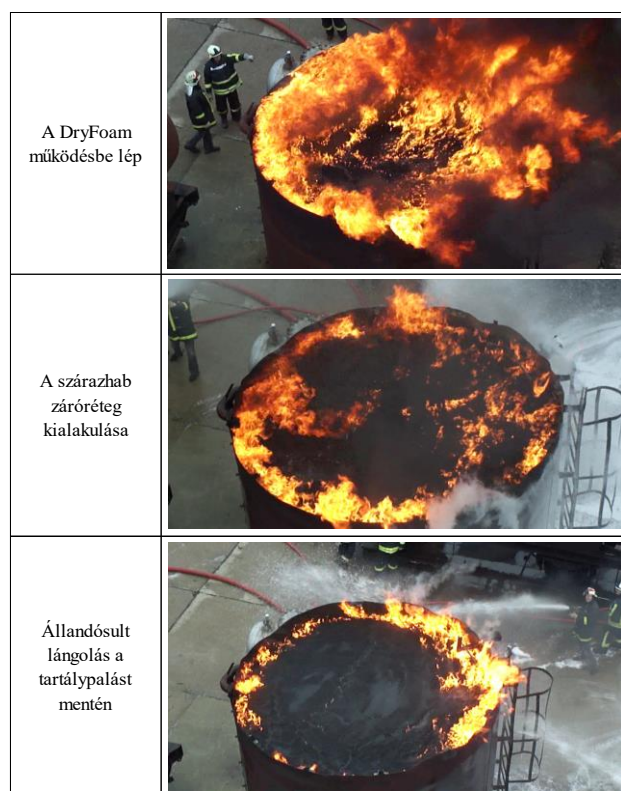 A DryFoam
működésbe lép
A szárazhab
záróréteg
kialakulása
Állandósult
lángolás a
tartálypalást
mentén